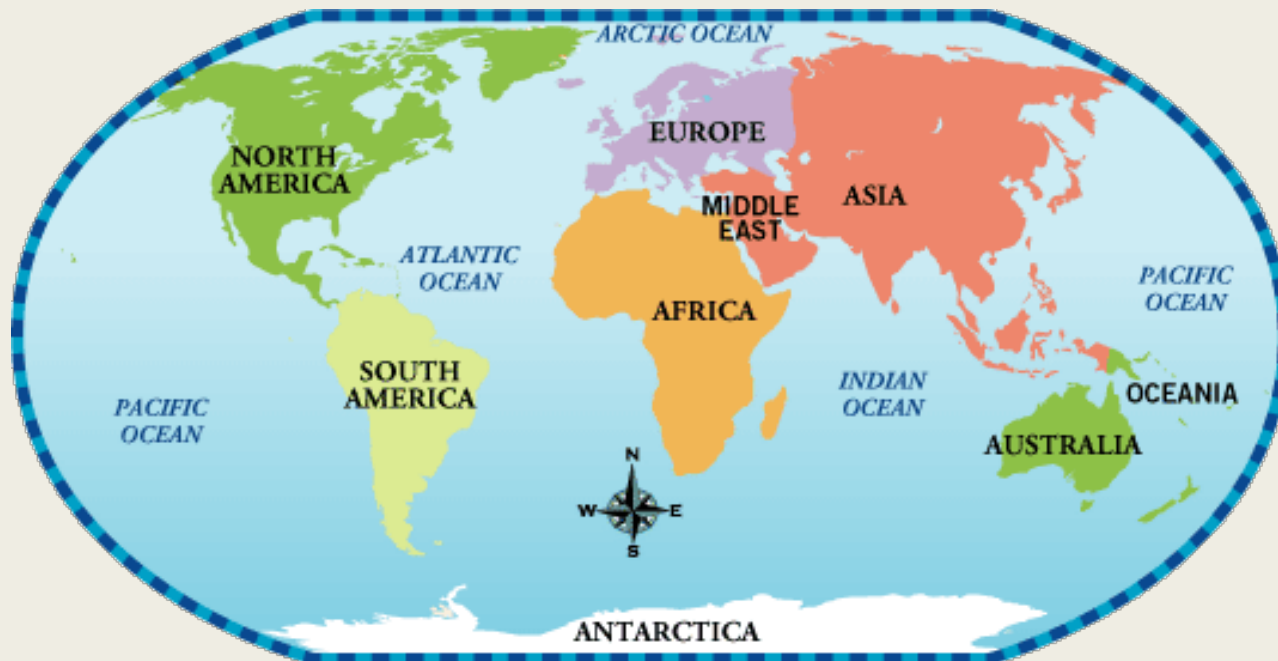 ARCTIC OCEAN
NORTH
AMERICA
EUROPE
ASIA
MIDDLE
EAST
ATLANTIC
OCEAN
PACIFIC
OCEAN
AFRICA
SOUTH
AMERICA
INDIAN
OCEAN
OCEANIA
PACIFIC
OCEAN
AUSTRALIA
N
W E
S
ANTARCTICA